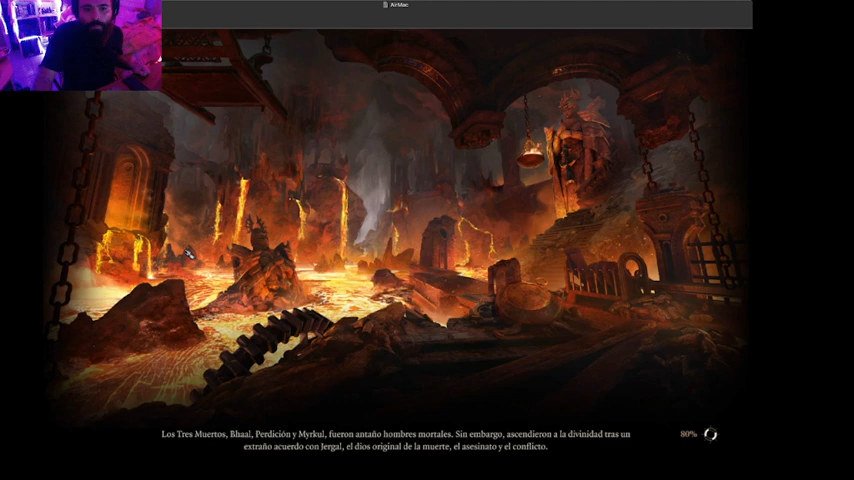 AirMac
Los Tres Muertos, Bhaal, Perdición y Myrkul, fueron antaño hombres mortales. Sin embargo, ascendieron a la divinidad tras un
extraño acuerdo con Jergal, el dios original de la muerte, el asesinato y el conflicto.
80%